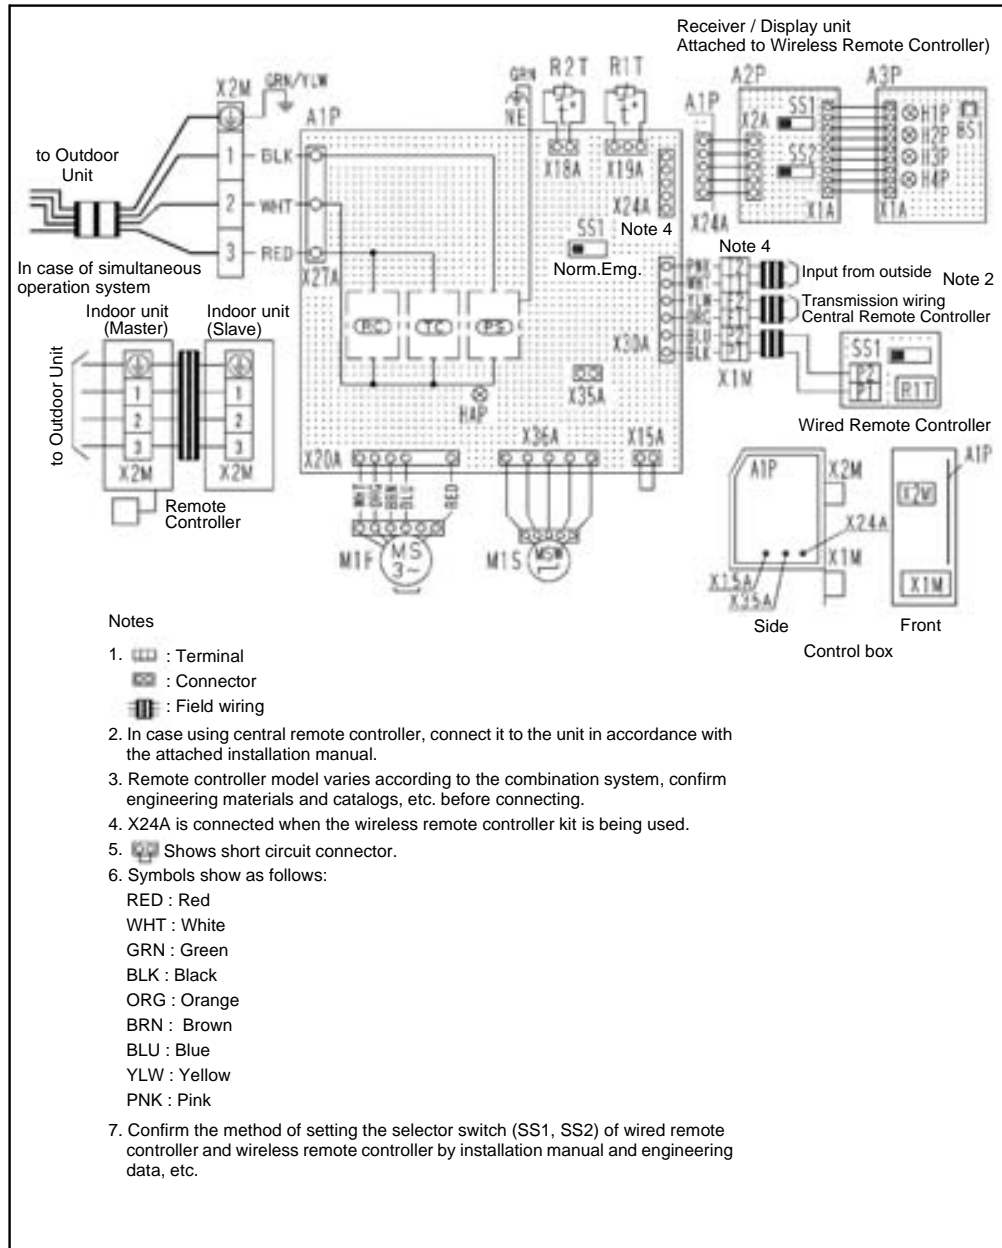 Receiver / Display unit
Attached to Wireless Remote Controller)
A2P
A3P
A1P
X2A
SS1
SS2
X1A
X1A
X24A
H1P
H2P
H3P
H4P
BS1
X2M
GRN/YLW
A1P
GRN
NE
R2T
R1T
t°
t°
X18A
X19A
X24A
Note 4
to Outdoor
Unit
1
BLK
2
WHT
3
RED
X27A
SS1
Norm.Emg.
RC
TC
PS
HAP
X30A
X35A
Note 4
PNK
T2
WHT
T1
YLW
F2
ORG
F1
BLU
P2
BLK
P1
X1M
Input from outside
Note 2
Transmission wiring
Central Remote Controller
SS1
P2
P1
R1T
Wired Remote Controller
In case of simultaneous
operation system
Indoor unit
(Master)
Indoor unit
(Slave)
to Outdoor Unit
1
2
3
X2M
1
2
3
X2M
Remote
Controller
X20A
X36A
X15A
WHT
ORG
BRN
BLU
RED
M1F
MS
3~
M1S
MSW
A1P
X2M
X24A
X1M
X15A
X35A
Side
A1P
X2M
X1M
Front
Control box
Notes
1. : Terminal
: Connector
: Field wiring
2. In case using central remote controller, connect it to the unit in accordance with
the attached installation manual.
3. Remote controller model varies according to the combination system, confirm
engineering materials and catalogs, etc. before connecting.
4. X24A is connected when the wireless remote controller kit is being used.
5. Shows short circuit connector.
6. Symbols show as follows:
RED : Red
WHT : White
GRN : Green
BLK : Black
ORG : Orange
BRN : Brown
BLU : Blue
YLW : Yellow
PNK : Pink
7. Confirm the method of setting the selector switch (SS1, SS2) of wired remote
controller and wireless remote controller by installation manual and engineering
data, etc.